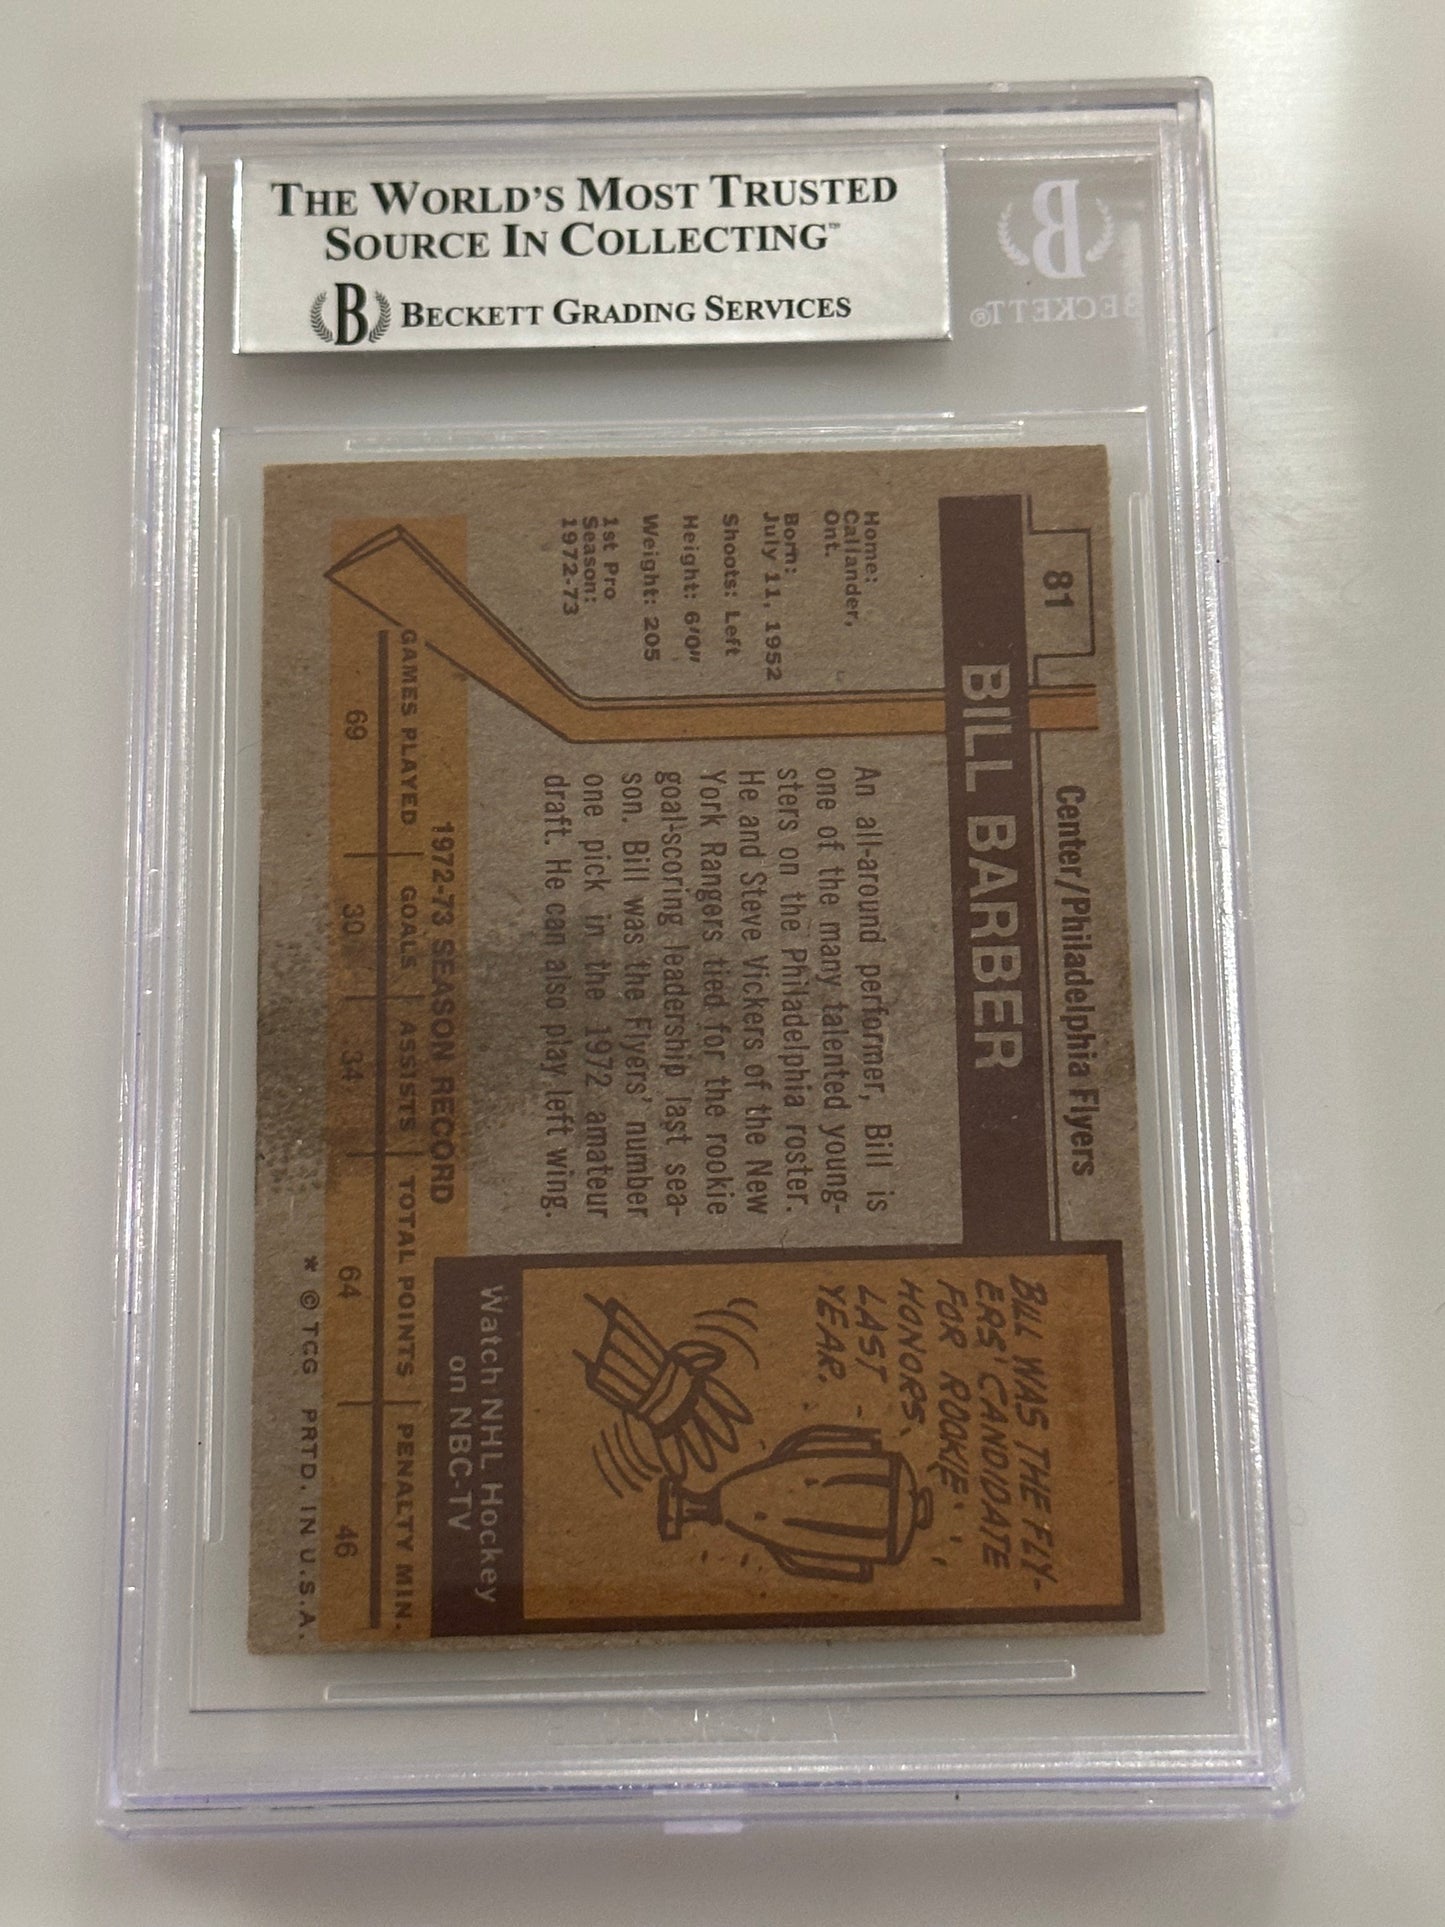 THE WORLD'S MOST TRUSTED
SOURCE IN COLLECTING™
B BECKETT GRADING SERVICES
B
BECKETT®
81
Center/Philadelphia Flyers
BILL BARBER
Home:
Callander,
Ont.
Born:
July 11, 1952
Shoots: Left
Height: 6'0"
Weight: 205
1st Pro
Season:
1972-73
An all-around performer, Bill is
one of the many talented young-
sters on the Philadelphia roster.
He and Steve Vickers of the New
York Rangers tied for the rookie
goal-scoring leadership last sea-
son. Bill was the Flyers' number
one pick in the 1972 amateur
draft. He can also play left wing.
BILL WAS THE FLY-
ERS' CANDIDATE
FOR ROOKIE
HONORS
LAST
YEAR.
Watch NHL Hockey
on NBC-TV
1972-73 SEASON RECORD
GAMES PLAYED GOALS ASSISTS TOTAL POINTS PENALTY MIN.
69 30 34 64 46
* © TCG PRTD. IN U.S.A.